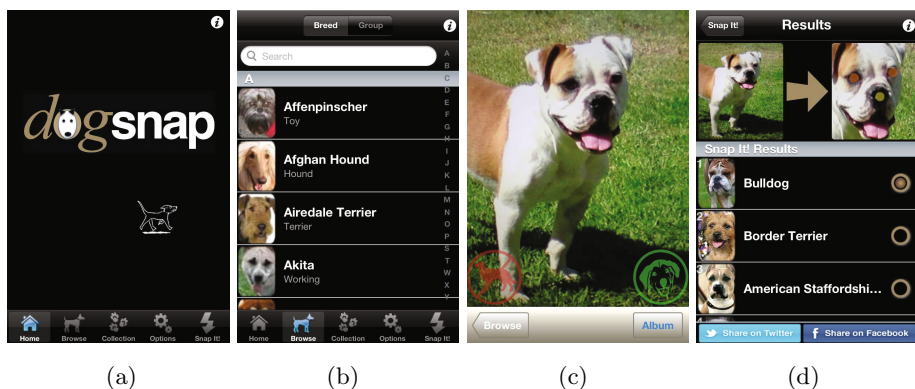 dogsnap
Home Browse Collection Options Snap It!
Breed Group
Search
A
Affenpinscher
Toy
Afghan Hound
Hound
Airedale Terrier
Terrier
Akita
Working
A
B
C
D
E
F
G
H
I
J
K
L
M
N
O
P
S
T
W
X
Y
Home Browse Collection Options Snap It!
Browse Album
Snap It! Results
Snap It! Results
1
Bulldog
2
Border Terrier
3
American Staffordshi...
4
Share on Twitter Share on Facebook
(a) (b) (c) (d)